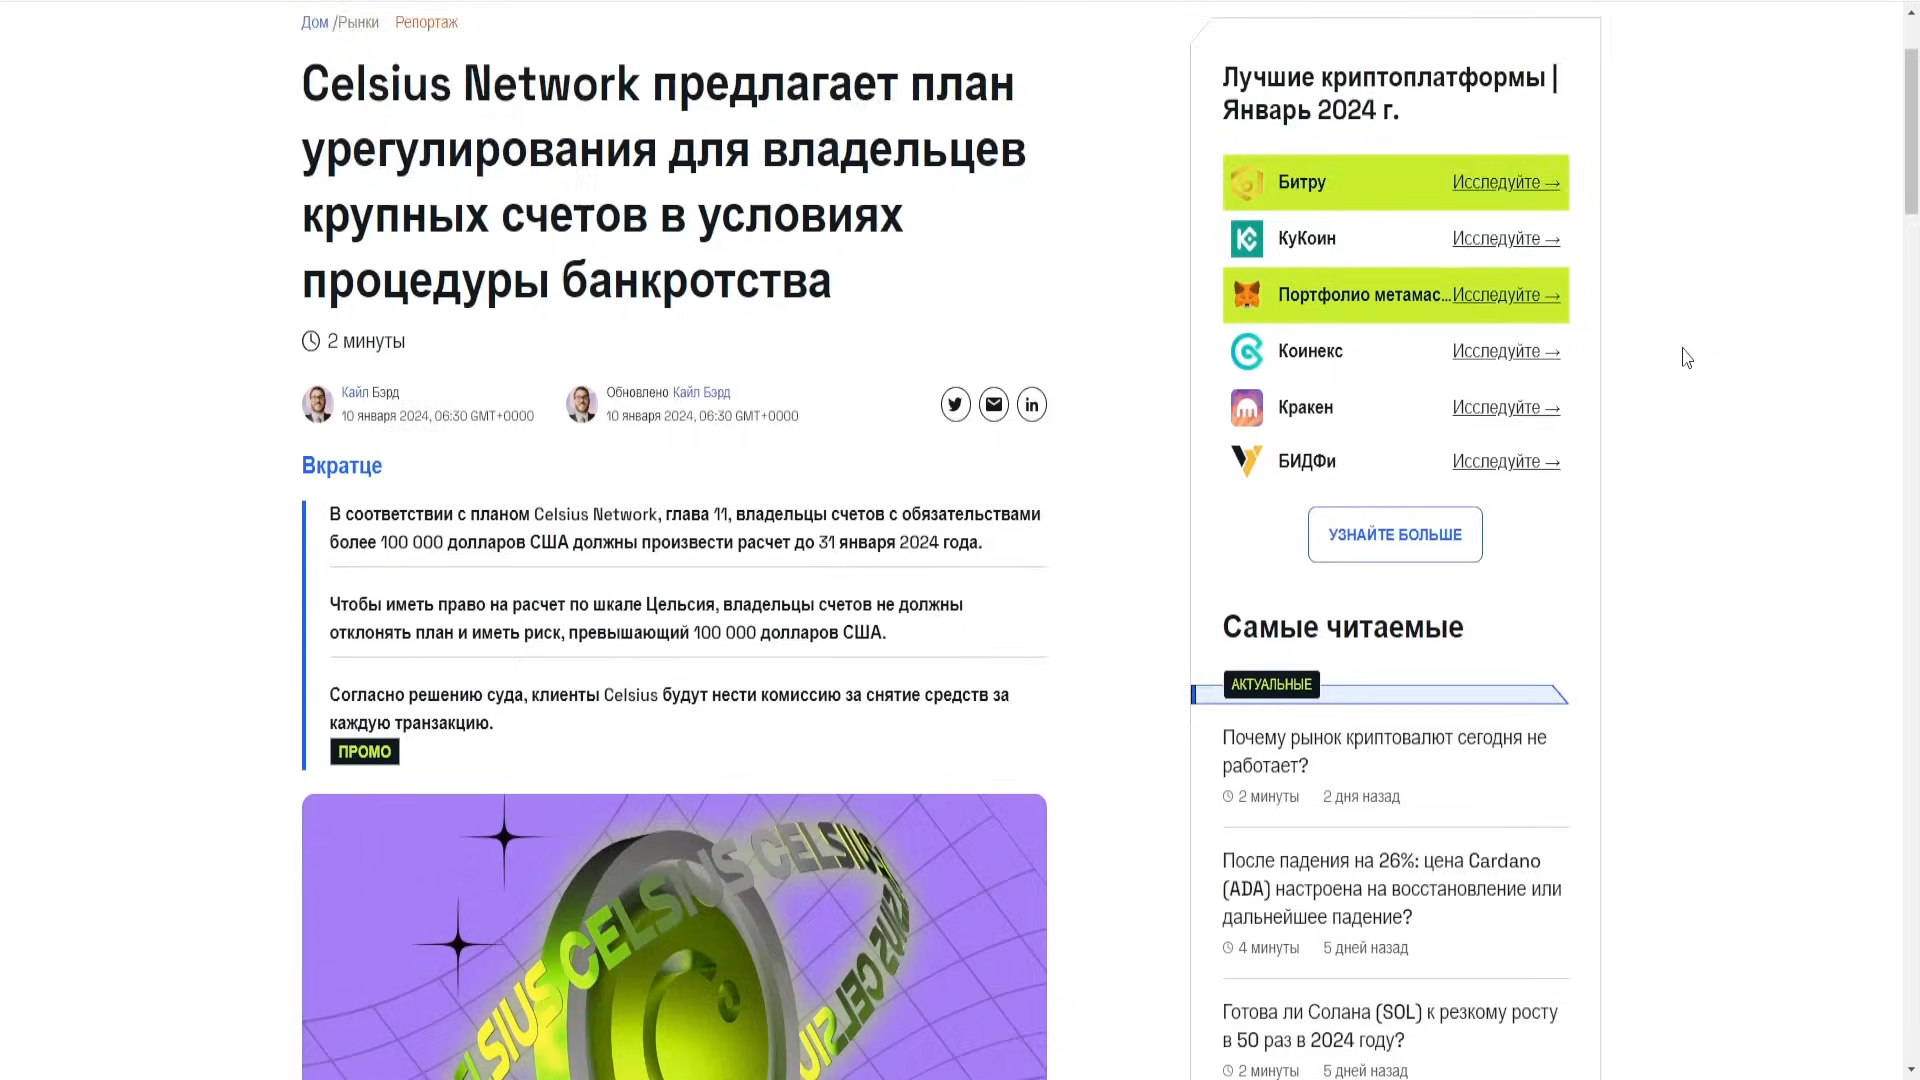 Дом /Рынки Репортаж
Celsius Network предлагает план
урегулирования для владельцев
крупных счетов в условиях
процедуры банкротства
2 минуты
Кайл Бэрд
10 января 2024, 06:30 GMT+0000
Обновлено Кайл Бэрд
10 января 2024, 06:30 GMT+0000
Вкратце
В соответствии с планом Celsius Network, глава 11, владельцы счетов с обязательствами
более 100 000 долларов США должны произвести расчет до 31 января 2024 года.
Чтобы иметь право на расчет по шкале Цельсия, владельцы счетов не должны
отклонять план и иметь риск, превышающий 100 000 долларов США.
Согласно решению суда, клиенты Celsius будут нести комиссию за снятие средств за
каждую транзакцию.
ПРОМО
CELSIUS CELSIUS
Лучшие криптоплатформы |
Январь 2024 г.
Битру Исследуйте →
КуКоин Исследуйте →
Портфолио метамас... Исследуйте →
Коинекс Исследуйте →
Кракен Исследуйте →
БИДФи Исследуйте →
УЗНАЙТЕ БОЛЬШЕ
Самые читаемые
АКТУАЛЬНЫЕ
Почему рынок криптовалют сегодня не
работает?
2 минуты 2 дня назад
После падения на 26%: цена Cardano
(ADA) настроена на восстановление или
дальнейшее падение?
4 минуты 5 дней назад
Готова ли Солана (SOL) к резкому росту
в 50 раз в 2024 году?
2 минуты 5 дней назад